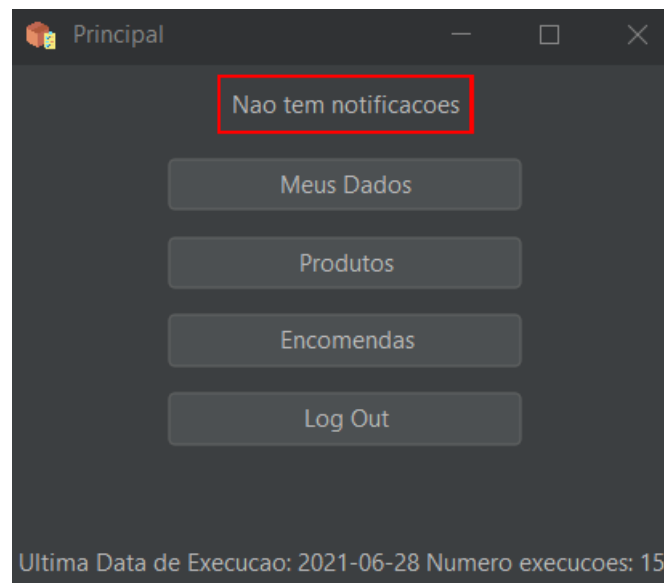 Principal
Nao tem notificacoes
Meus Dados
Produtos
Encomendas
Log Out
Ultima Data de Execucao: 2021-06-28 Numero execucoes: 15